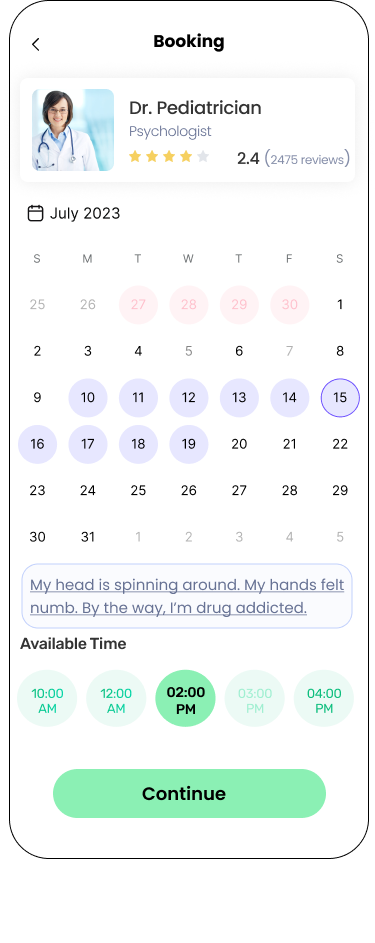 Booking
Dr. Pediatrician
Psychologist
2.4 (2475 reviews)
July 2023
S M T W T F S
25 26 27 28 29 30 1
2 3 4 5 6 7 8
9 10 11 12 13 14 15
16 17 18 19 20 21 22
23 24 25 26 27 28 29
30 31 1 2 3 4 5
My head is spinning around. My hands felt
numb. By the way, I’m drug addicted.
Available Time
10:00 12:00 02:00 03:00 04:00
AM AM PM PM PM
Continue